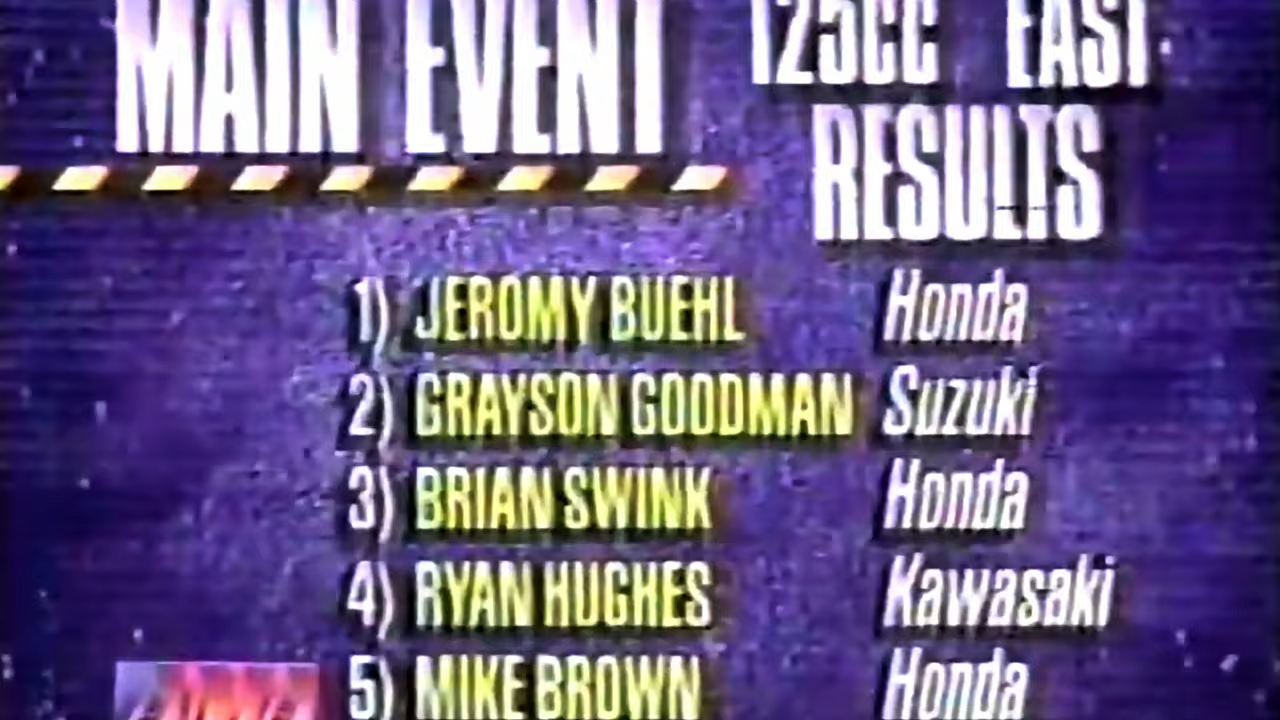 MAIN EVENT
125CC EAST
RESULTS
1) JEROMY BUEHL Honda
2) GRAYSON GOODMAN Suzuki
3) BRIAN SWINK Honda
4) RYAN HUGHES Kawasaki
5) MIKE BROWN Honda